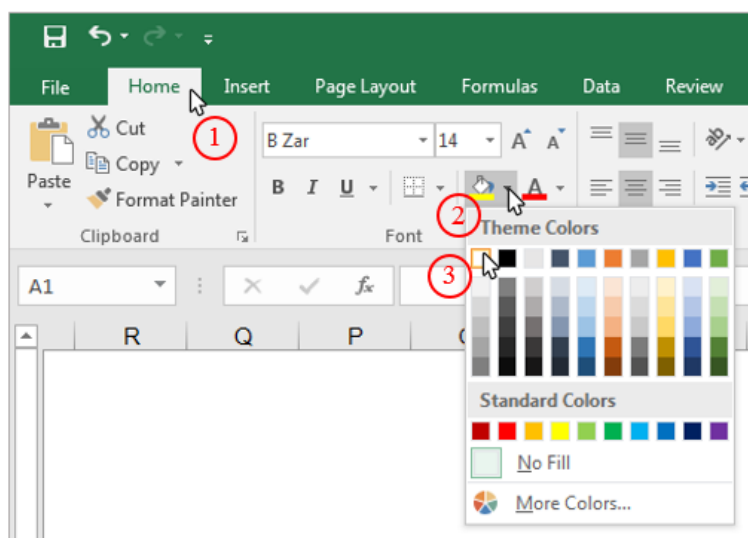 File Home Insert Page Layout Formulas Data Review
1
Cut
B Zar 14 A A
Copy
Paste
Format Painter
B I U A
2
Clipboard Font
Theme Colors
3
A1 fx
R Q P
Standard Colors
No Fill
More Colors...